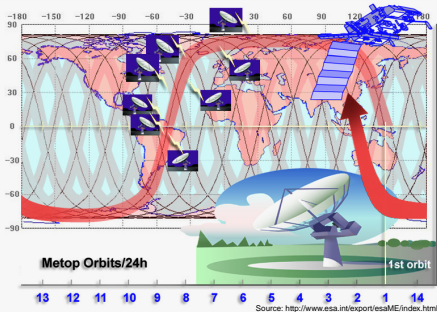 -180 -150 -120 -90 -60 -30 30 60 90 120 150 180
90
60
30
0
-30
-60
-90
Metop Orbits/24h
1st orbit
13 12 11 10 9 8 7 6 5 4 3 2 1 14
Source: http://www.esa.int/export/esaME/index.html